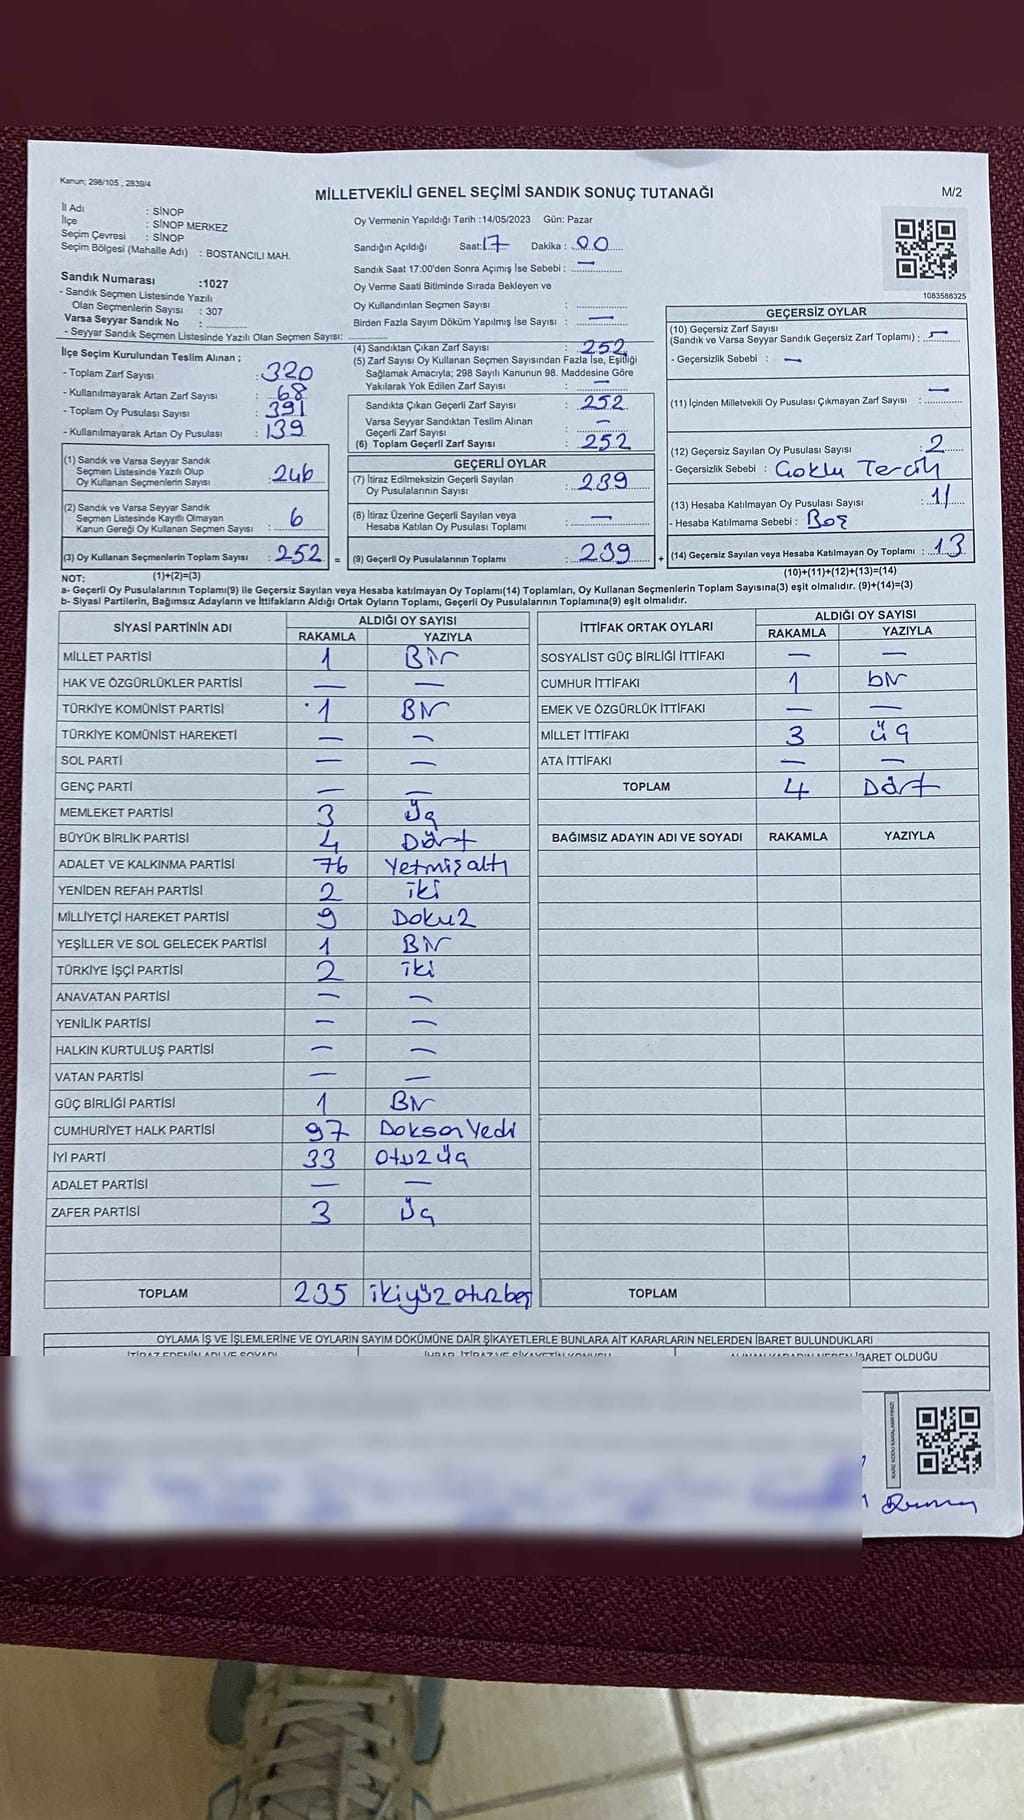 Kanun; 298/105 , 2839/4
MİLLETVEKİLİ GENEL SEÇİMİ SANDIK SONUÇ TUTANAĞI
M/2
İl Adı : SİNOP
İlçe : SİNOP MERKEZ
Seçim Çevresi : SİNOP
Seçim Bölgesi (Mahalle Adı) : BOSTANCILI MAH.
Sandık Numarası :1027
- Sandık Seçmen Listesinde Yazılı
Olan Seçmenlerin Sayısı : 307
Varsa Seyyar Sandık No :
- Seyyar Sandık Seçmen Listesinde Yazılı Olan Seçmen Sayısı:
İlçe Seçim Kurulundan Teslim Alınan ;
- Toplam Zarf Sayısı : 320
- Kullanılmayarak Artan Zarf Sayısı : 68
- Toplam Oy Pusulası Sayısı : 391
- Kullanılmayarak Artan Oy Pusulası : 139
(1) Sandık ve Varsa Seyyar Sandık
Seçmen Listesinde Yazılı Olup
Oy Kullanan Seçmenlerin Sayısı : 246
(2) Sandık ve Varsa Seyyar Sandık
Seçmen Listesinde Kayıtlı Olmayan
Kanun Gereği Oy Kullanan Seçmen Sayısı : 6
(3) Oy Kullanan Seçmenlerin Toplam Sayısı : 252 =
Oy Vermenin Yapıldığı Tarih :14/05/2023 Gün: Pazar
Sandığın Açıldığı Saat:17 Dakika : 00
Sandık Saat 17:00'den Sonra Açımış İse Sebebi : —
Oy Verme Saati Bitiminde Sırada Bekleyen ve
Oy Kullandırılan Seçmen Sayısı :
Birden Fazla Sayım Döküm Yapılmış İse Sayısı : —
(4) Sandıktan Çıkan Zarf Sayısı : 252
(5) Zarf Sayısı Oy Kullanan Seçmen Sayısından Fazla İse, Eşitliği
Sağlamak Amacıyla; 298 Sayılı Kanunun 98. Maddesine Göre
Yakılarak Yok Edilen Zarf Sayısı : —
Sandıkta Çıkan Geçerli Zarf Sayısı : 252
Varsa Seyyar Sandıktan Teslim Alınan
Geçerli Zarf Sayısı : —
(6) Toplam Geçerli Zarf Sayısı : 252
GEÇERLİ OYLAR
(7) İtiraz Edilmeksizin Geçerli Sayılan
Oy Pusulalarının Sayısı : 239
(8) İtiraz Üzerine Geçerli Sayılan veya
Hesaba Katılan Oy Pusulası Toplamı : —
(9) Geçerli Oy Pusulalarının Toplamı : 239 +
1083588325
GEÇERSİZ OYLAR
(10) Geçersiz Zarf Sayısı
(Sandık ve Varsa Seyyar Sandık Geçersiz Zarf Toplamı) : —
- Geçersizlik Sebebi : —
(11) İçinden Milletvekili Oy Pusulası Çıkmayan Zarf Sayısı : —
(12) Geçersiz Sayılan Oy Pusulası Sayısı : 2
- Geçersizlik Sebebi : Çoklu Tercih
(13) Hesaba Katılmayan Oy Pusulası Sayısı : 11
- Hesaba Katılmama Sebebi : Boş
(14) Geçersiz Sayılan veya Hesaba Katılmayan Oy Toplamı : 13
NOT: (1)+(2)=(3)
(10)+(11)+(12)+(13)=(14)
a- Geçerli Oy Pusulalarının Toplamı(9) ile Geçersiz Sayılan veya Hesaba katılmayan Oy Toplamı(14) Toplamları, Oy Kullanan Seçmenlerin Toplam Sayısına(3) eşit olmalıdır. (9)+(14)=(3)
b- Siyasi Partilerin, Bağımsız Adayların ve İttifakların Aldığı Ortak Oyların Toplamı, Geçerli Oy Pusulalarının Toplamına(9) eşit olmalıdır.
SİYASİ PARTİNİN ADI ALDIĞI OY SAYISI
RAKAMLA YAZIYLA
MİLLET PARTİSİ 1 Bir
HAK VE ÖZGÜRLÜKLER PARTİSİ — —
TÜRKİYE KOMÜNİST PARTİSİ 1 Bir
TÜRKİYE KOMÜNİST HAREKETİ — —
SOL PARTİ — —
GENÇ PARTİ — —
MEMLEKET PARTİSİ 3 Üç
BÜYÜK BİRLİK PARTİSİ 4 Dört
ADALET VE KALKINMA PARTİSİ 76 Yetmişaltı
YENİDEN REFAH PARTİSİ 2 iki
MİLLİYETÇİ HAREKET PARTİSİ 9 Dokuz
YEŞİLLER VE SOL GELECEK PARTİSİ 1 Bir
TÜRKİYE İŞÇİ PARTİSİ 2 iki
ANAVATAN PARTİSİ — —
YENİLİK PARTİSİ — —
HALKIN KURTULUŞ PARTİSİ — —
VATAN PARTİSİ — —
GÜÇ BİRLİĞİ PARTİSİ 1 Bir
CUMHURİYET HALK PARTİSİ 97 Doksan Yedi
İYİ PARTİ 33 otuz üç
ADALET PARTİSİ — —
ZAFER PARTİSİ 3 Üç
TOPLAM 235 ikiyüz otuzbeş
İTTİFAK ORTAK OYLARI ALDIĞI OY SAYISI
RAKAMLA YAZIYLA
SOSYALİST GÜÇ BİRLİĞİ İTTİFAKI — —
CUMHUR İTTİFAKI 1 bir
EMEK VE ÖZGÜRLÜK İTTİFAKI — —
MİLLET İTTİFAKI 3 üç
ATA İTTİFAKI — —
TOPLAM 4 Dört
BAĞIMSIZ ADAYIN ADI VE SOYADI RAKAMLA YAZIYLA
TOPLAM
OYLAMA İŞ VE İŞLEMLERİNE VE OYLARIN SAYIM DÖKÜMÜNE DAİR ŞİKAYETLERLE BUNLARA AİT KARARLARIN NELERDEN İBARET BULUNDUKLARI
İTİRAZ EDENİN ADI VE SOYADI İHBAR, İTİRAZ VE ŞİKAYETİN KONUSU ALINAN KARARIN NEDEN İBARET OLDUĞU
KARE KODU KARALAMAYINIZ!